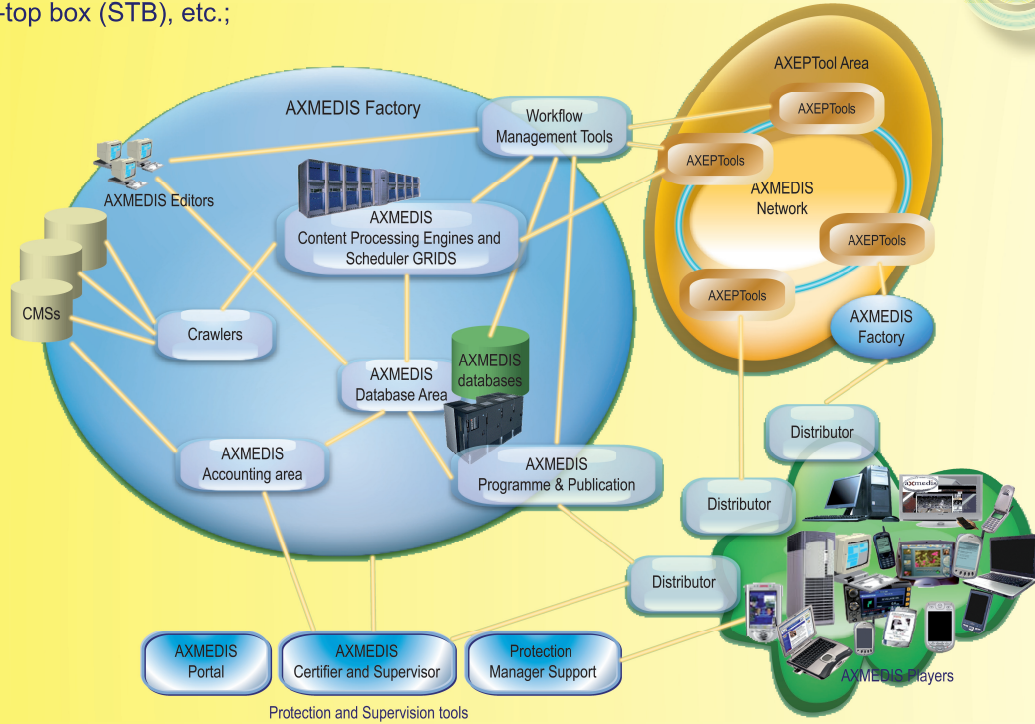 -top box (STB), etc.;
AXMEDIS Factory
Workflow
Management Tools
AXEPTool Area
AXEPTools
AXEPTools
AXMEDIS
Network
AXEPTools
AXEPTools
AXMEDIS
Factory
AXMEDIS Editors
AXMEDIS
Content Processing Engines and
Scheduler GRIDS
CMSs
Crawlers
AXMEDIS
Database Area
AXMEDIS
databases
AXMEDIS
Accounting area
AXMEDIS
Programme & Publication
Distributor
Distributor
Distributor
axmedis
AXMEDIS Players
AXMEDIS
Portal
AXMEDIS
Certifier and Supervisor
Protection
Manager Support
Protection and Supervision tools